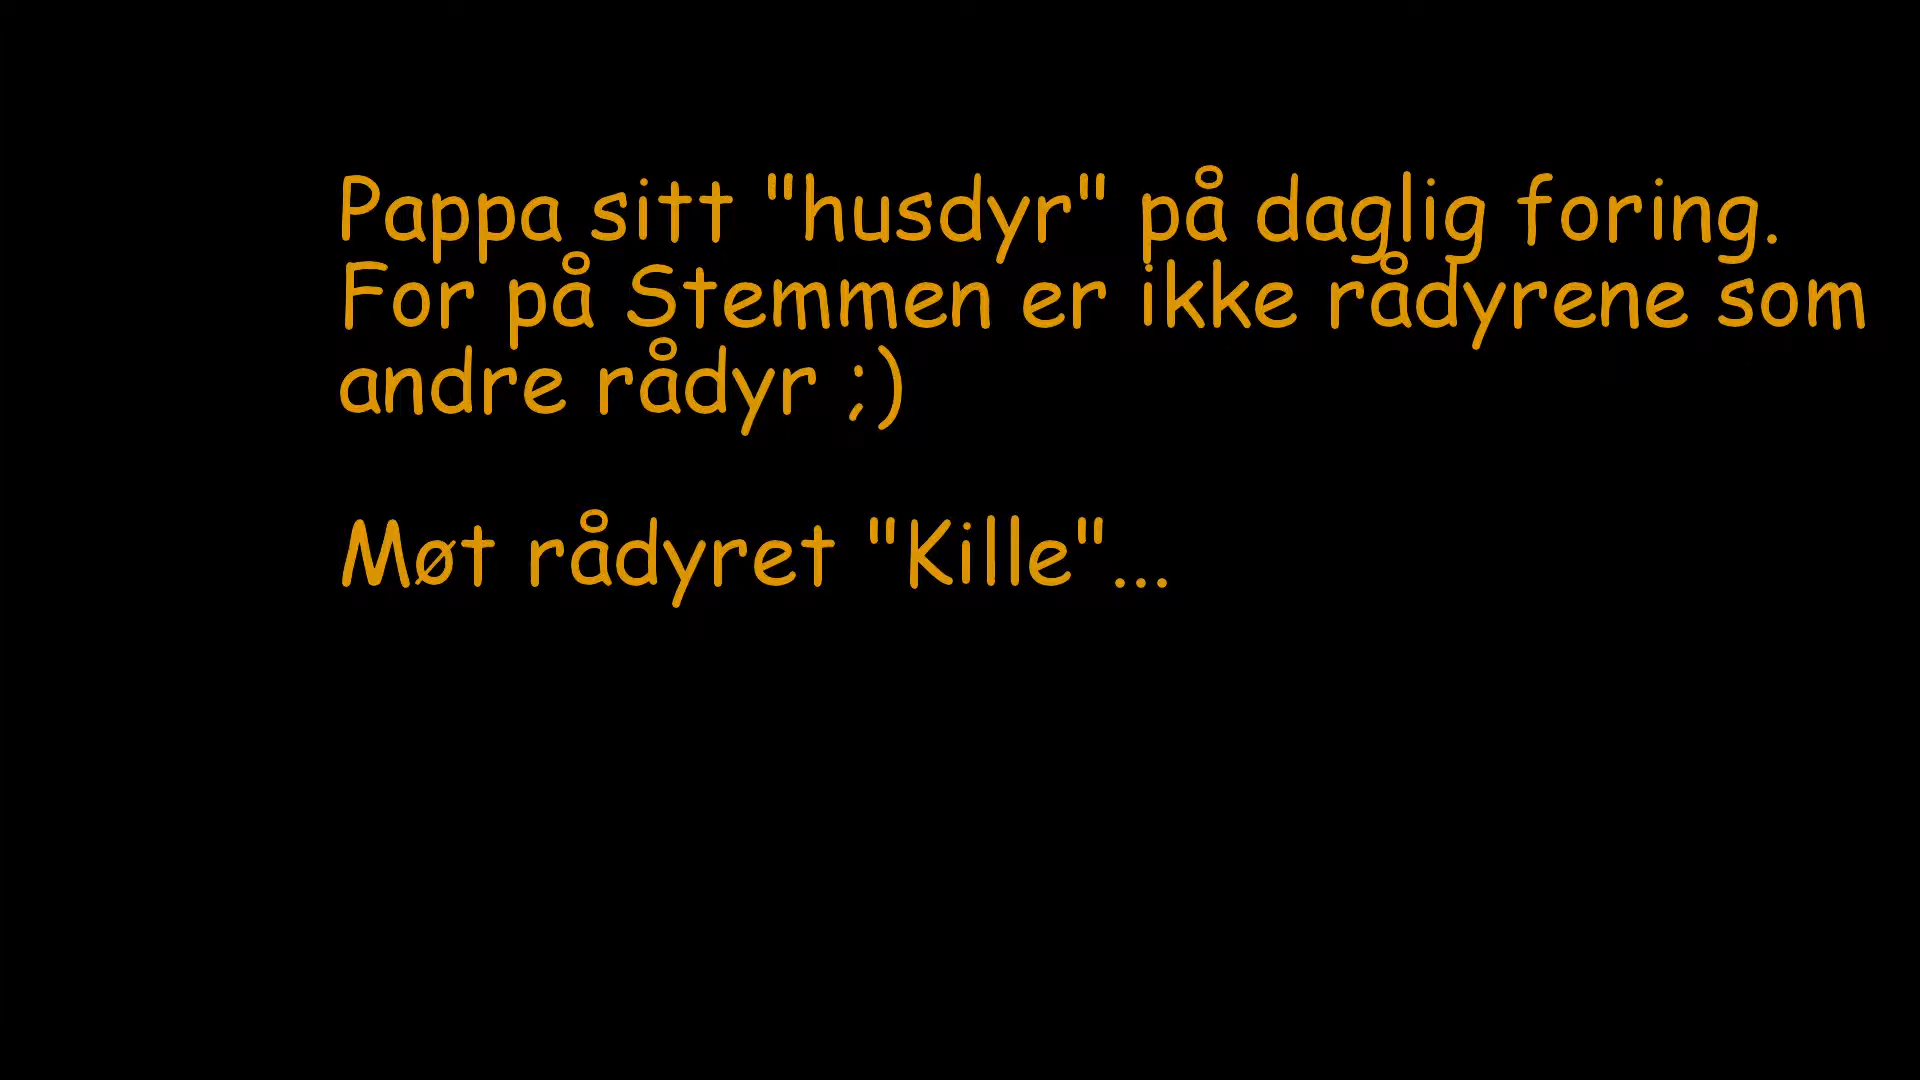 Pappa sitt "husdyr" på daglig foring.
For på Stemmen er ikke rådyrene som
andre rådyr ;)
Møt rådyret "Kille"...